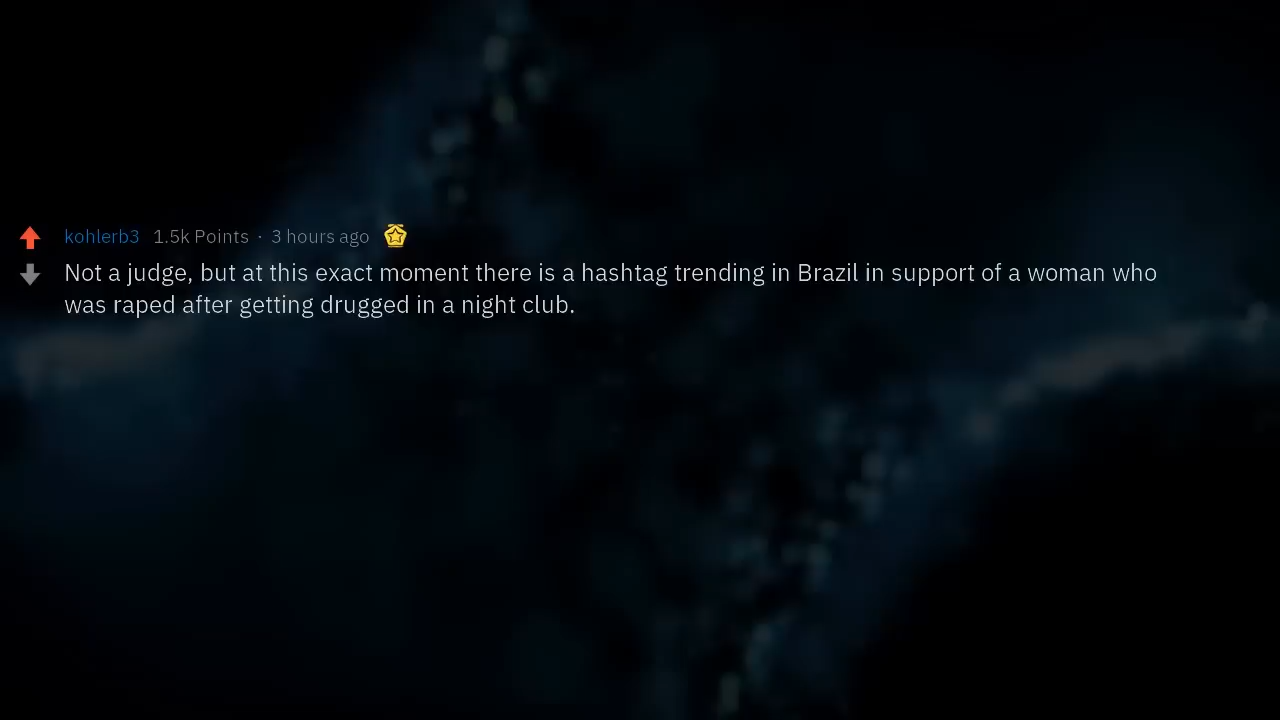 kohlerb3 1.5k Points · 3 hours ago
Not a judge, but at this exact moment there is a hashtag trending in Brazil in support of a woman who
was raped after getting drugged in a night club.